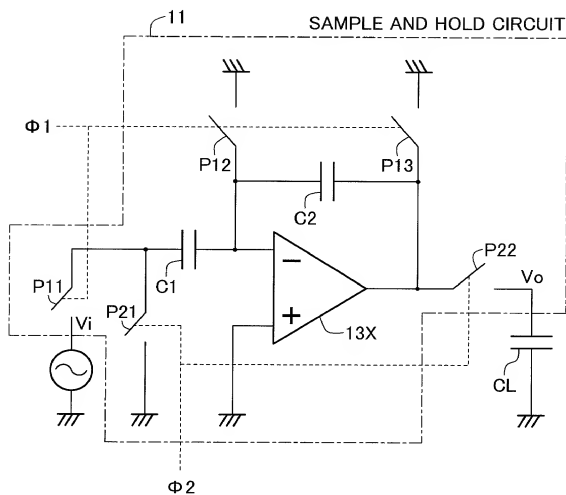 11
SAMPLE AND HOLD CIRCUIT
Φ1
P12
P13
C2
P22
P11
C1
Vo
P21
Vi
−
+
13X
CL
Φ2